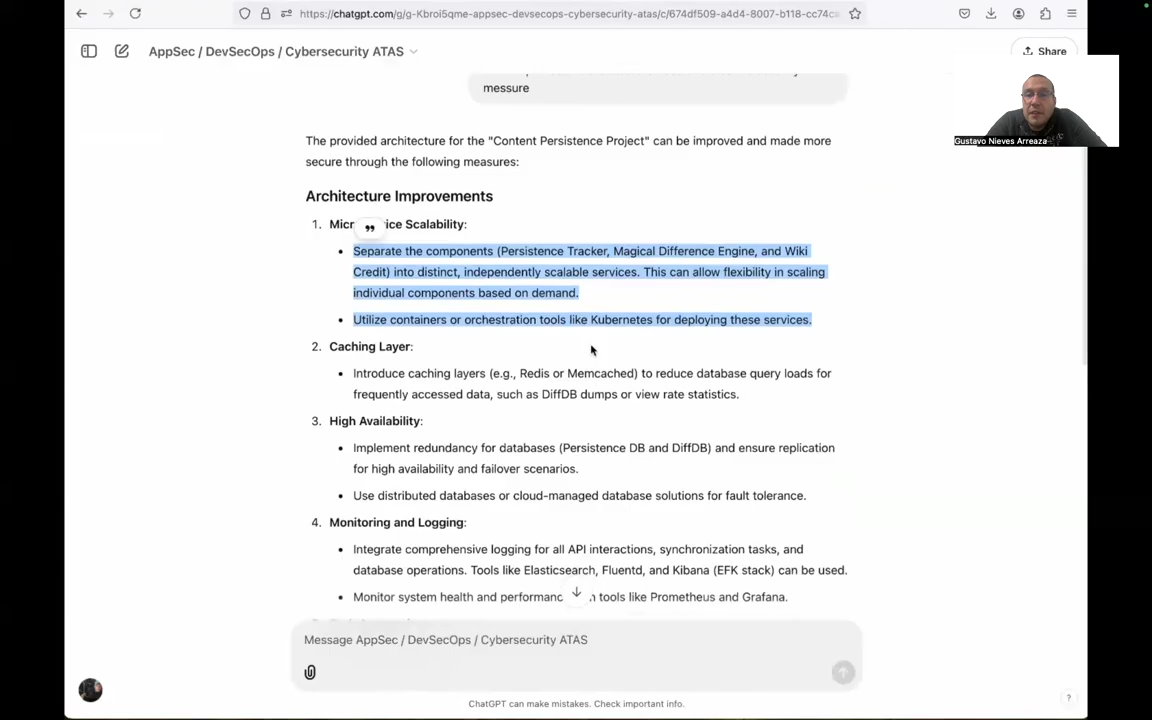 https://chatgpt.com/g/g-Kbroi5qme-appsec-devsecops-cybersecurity-atas/c/674df509-a4d4-8007-b118-cc74ca
AppSec / DevSecOps / Cybersecurity ATAS
Share
messure
Gustavo Nieves Arreaza
The provided architecture for the "Content Persistence Project" can be improved and made more
secure through the following measures:
Architecture Improvements
1. Micr ice Scalability:
• Separate the components (Persistence Tracker, Magical Difference Engine, and Wiki
Credit) into distinct, independently scalable services. This can allow flexibility in scaling
individual components based on demand.
• Utilize containers or orchestration tools like Kubernetes for deploying these services.
2. Caching Layer:
• Introduce caching layers (e.g., Redis or Memcached) to reduce database query loads for
frequently accessed data, such as DiffDB dumps or view rate statistics.
3. High Availability:
• Implement redundancy for databases (Persistence DB and DiffDB) and ensure replication
for high availability and failover scenarios.
• Use distributed databases or cloud-managed database solutions for fault tolerance.
4. Monitoring and Logging:
• Integrate comprehensive logging for all API interactions, synchronization tasks, and
database operations. Tools like Elasticsearch, Fluentd, and Kibana (EFK stack) can be used.
• Monitor system health and performanc n tools like Prometheus and Grafana.
Message AppSec / DevSecOps / Cybersecurity ATAS
ChatGPT can make mistakes. Check important info.
?